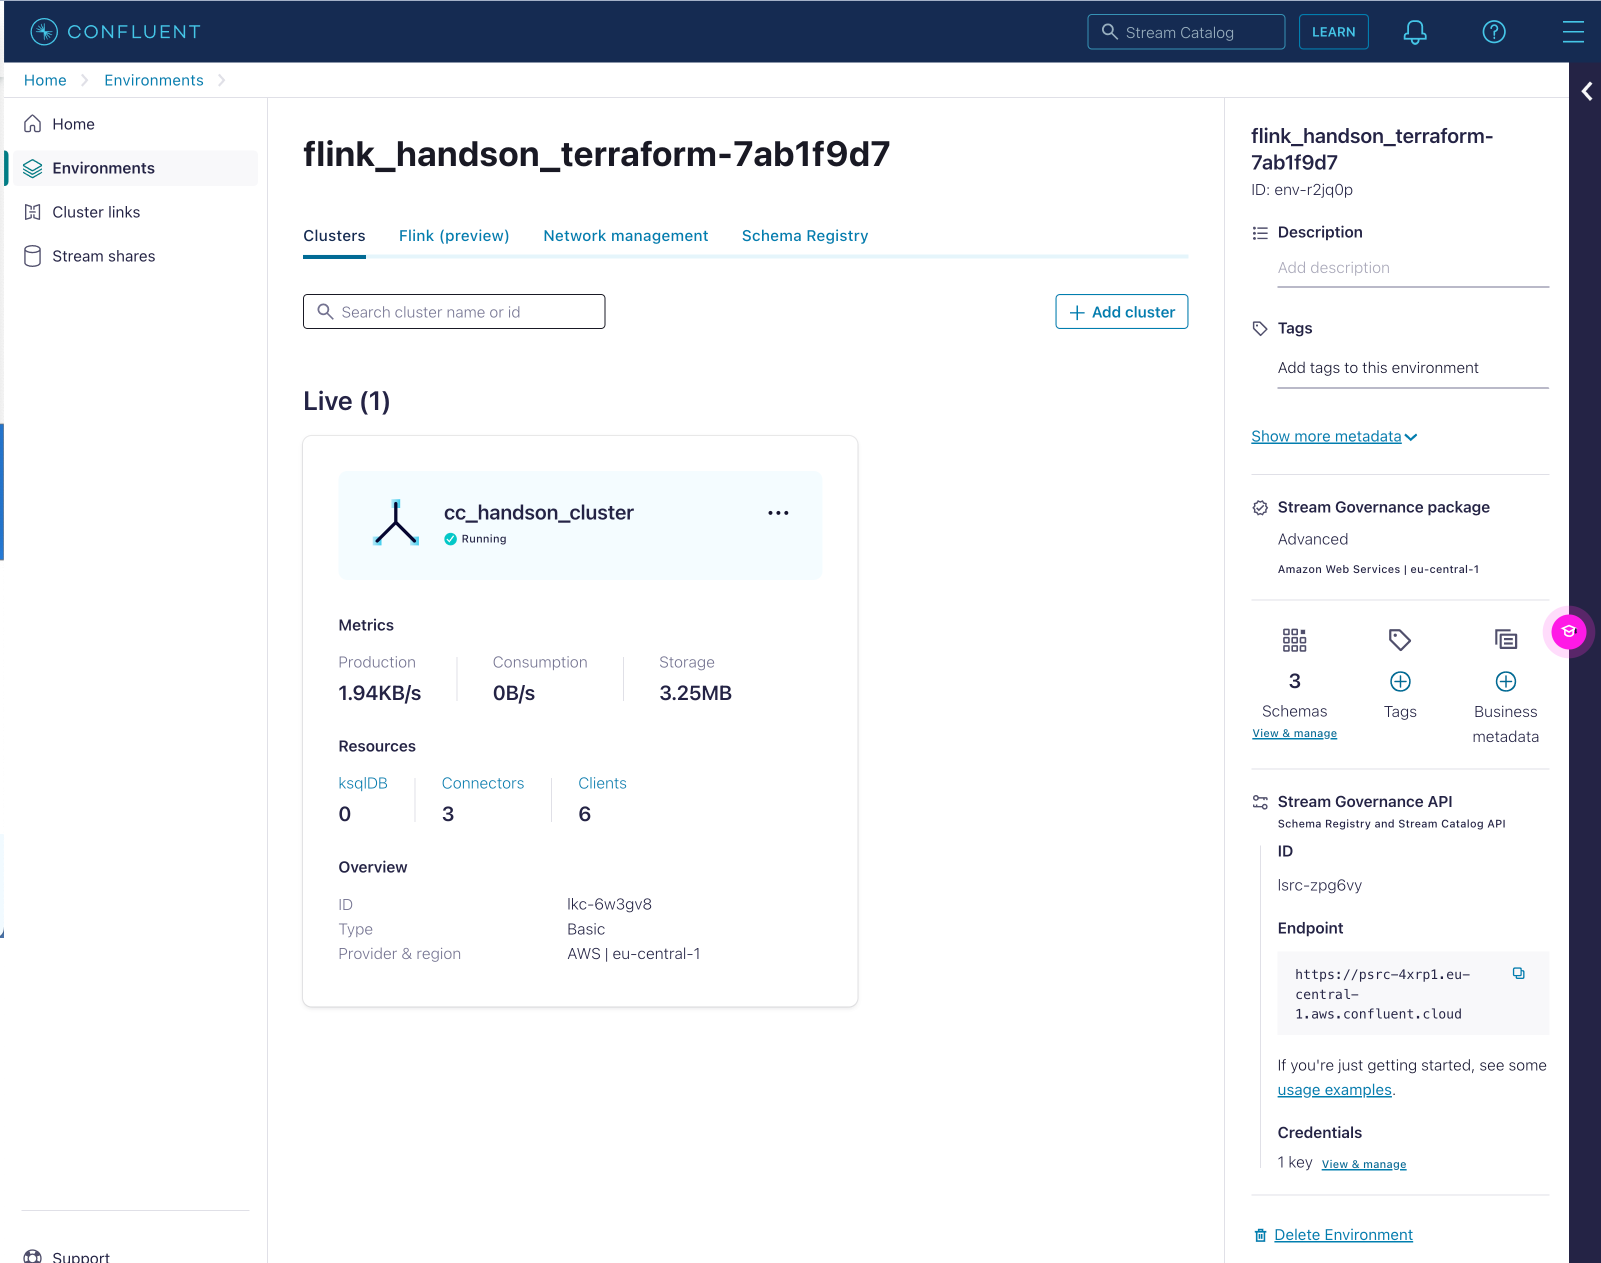 CONFLUENT
Stream Catalog
LEARN
Home
Environments
Home
Environments
Cluster links
Stream shares
Support
flink_handson_terraform-7ab1f9d7
Clusters
Flink (preview)
Network management
Schema Registry
Search cluster name or id
Add cluster
Live (1)
cc_handson_cluster
Running
Metrics
Production
1.94KB/s
Consumption
0B/s
Storage
3.25MB
Resources
ksqlDB
0
Connectors
3
Clients
6
Overview
ID
lkc-6w3gv8
Type
Basic
Provider & region
AWS | eu-central-1
flink_handson_terraform-
7ab1f9d7
ID: env-r2jq0p
Description
Add description
Tags
Add tags to this environment
Show more metadata
Stream Governance package
Advanced
Amazon Web Services | eu-central-1
3
Schemas
View & manage
Tags
Business
metadata
Stream Governance API
Schema Registry and Stream Catalog API
ID
lsrc-zpg6vy
Endpoint
https://psrc-4xrp1.eu-
central-
1.aws.confluent.cloud
If you're just getting started, see some
usage examples.
Credentials
1 key View & manage
Delete Environment